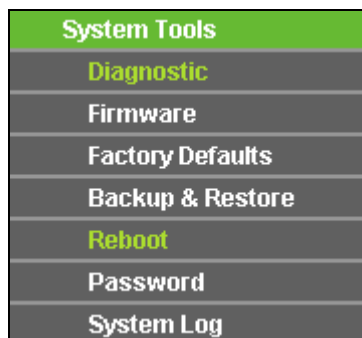 System Tools
Diagnostic
Firmware
Factory Defaults
Backup & Restore
Reboot
Password
System Log